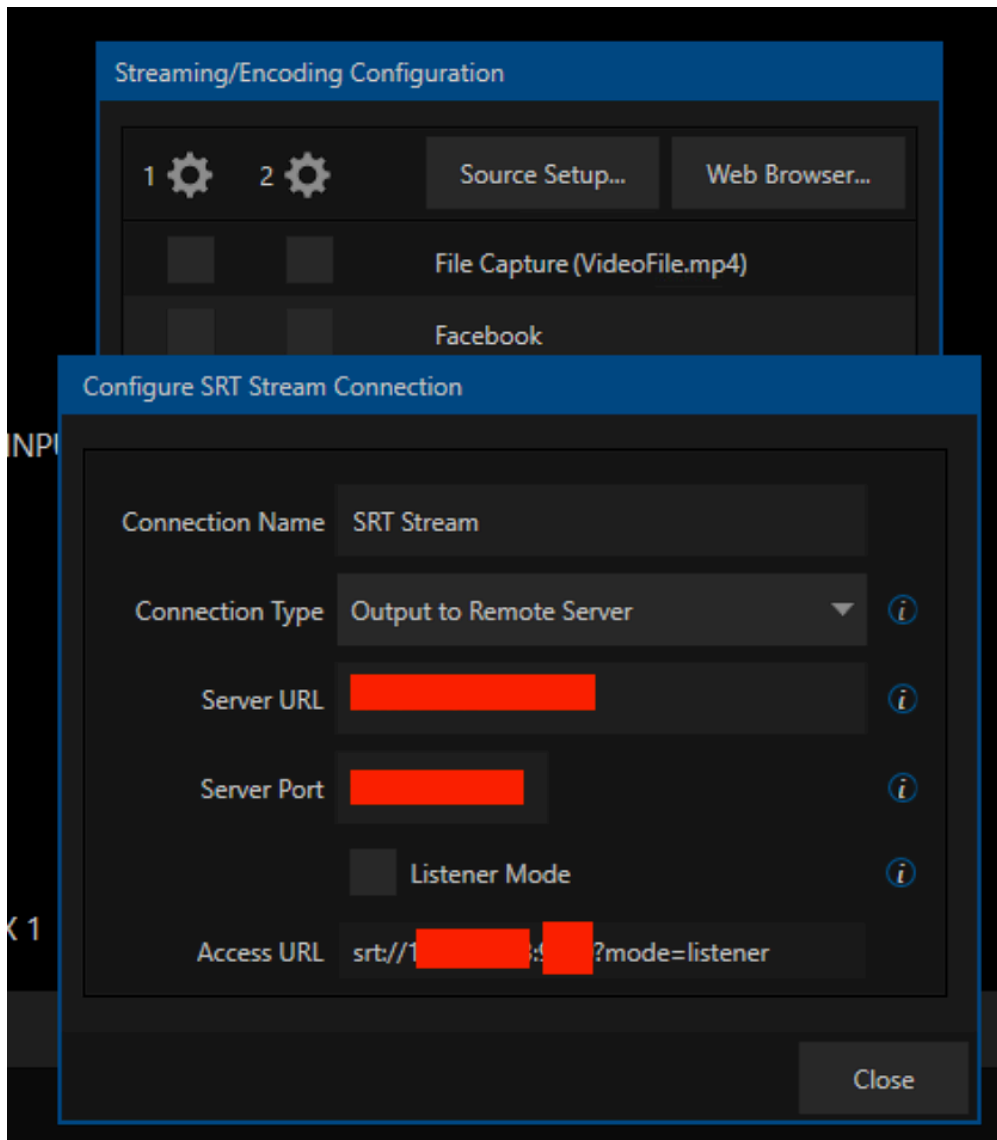 Streaming/Encoding Configuration
1 2 Source Setup... Web Browser...
File Capture (VideoFile.mp4)
Facebook
Configure SRT Stream Connection
INPU
Connection Name SRT Stream
Connection Type Output to Remote Server
Server URL
Server Port
Listener Mode
X 1
Access URL srt://1 ?mode=listener
Close